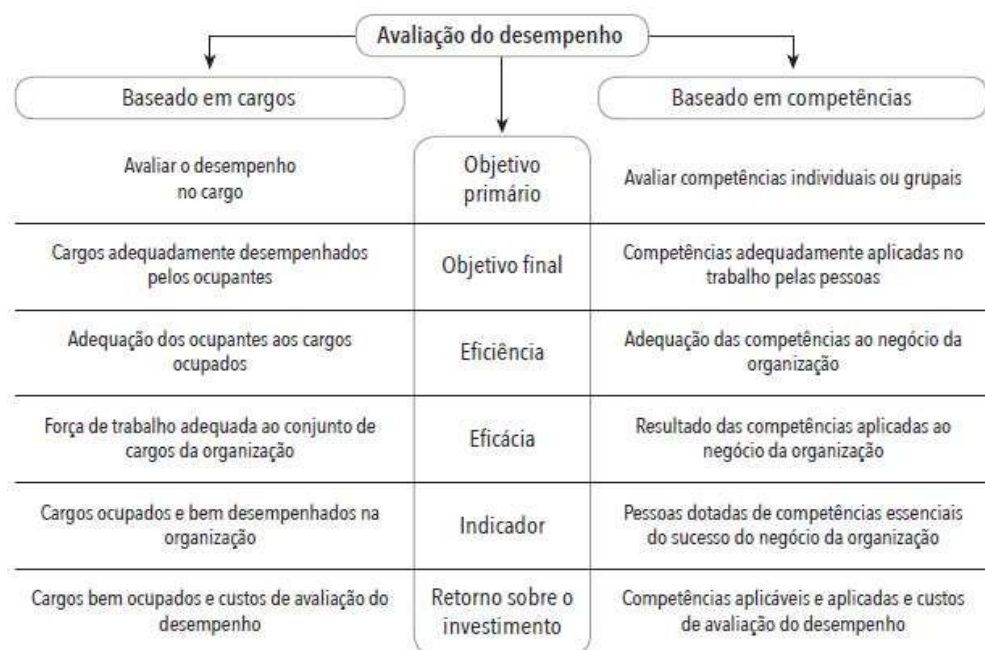 Avaliação do desempenho
Baseado em cargos
Baseado em competências
Avaliar o desempenho
no cargo
Objetivo
primário
Avaliar competências individuais ou grupais
Cargos adequadamente desempenhados
pelos ocupantes
Objetivo final
Competências adequadamente aplicadas no
trabalho pelas pessoas
Adequação dos ocupantes aos cargos
ocupados
Eficiência
Adequação das competências ao negócio da
organização
Força de trabalho adequada ao conjunto de
cargos da organização
Eficácia
Resultado das competências aplicadas ao
negócio da organização
Cargos ocupados e bem desempenhados na
organização
Indicador
Pessoas dotadas de competências essenciais
do sucesso do negócio da organização
Cargos bem ocupados e custos de avaliação do
desempenho
Retorno sobre o
investimento
Competências aplicáveis e aplicadas e custos
de avaliação do desempenho